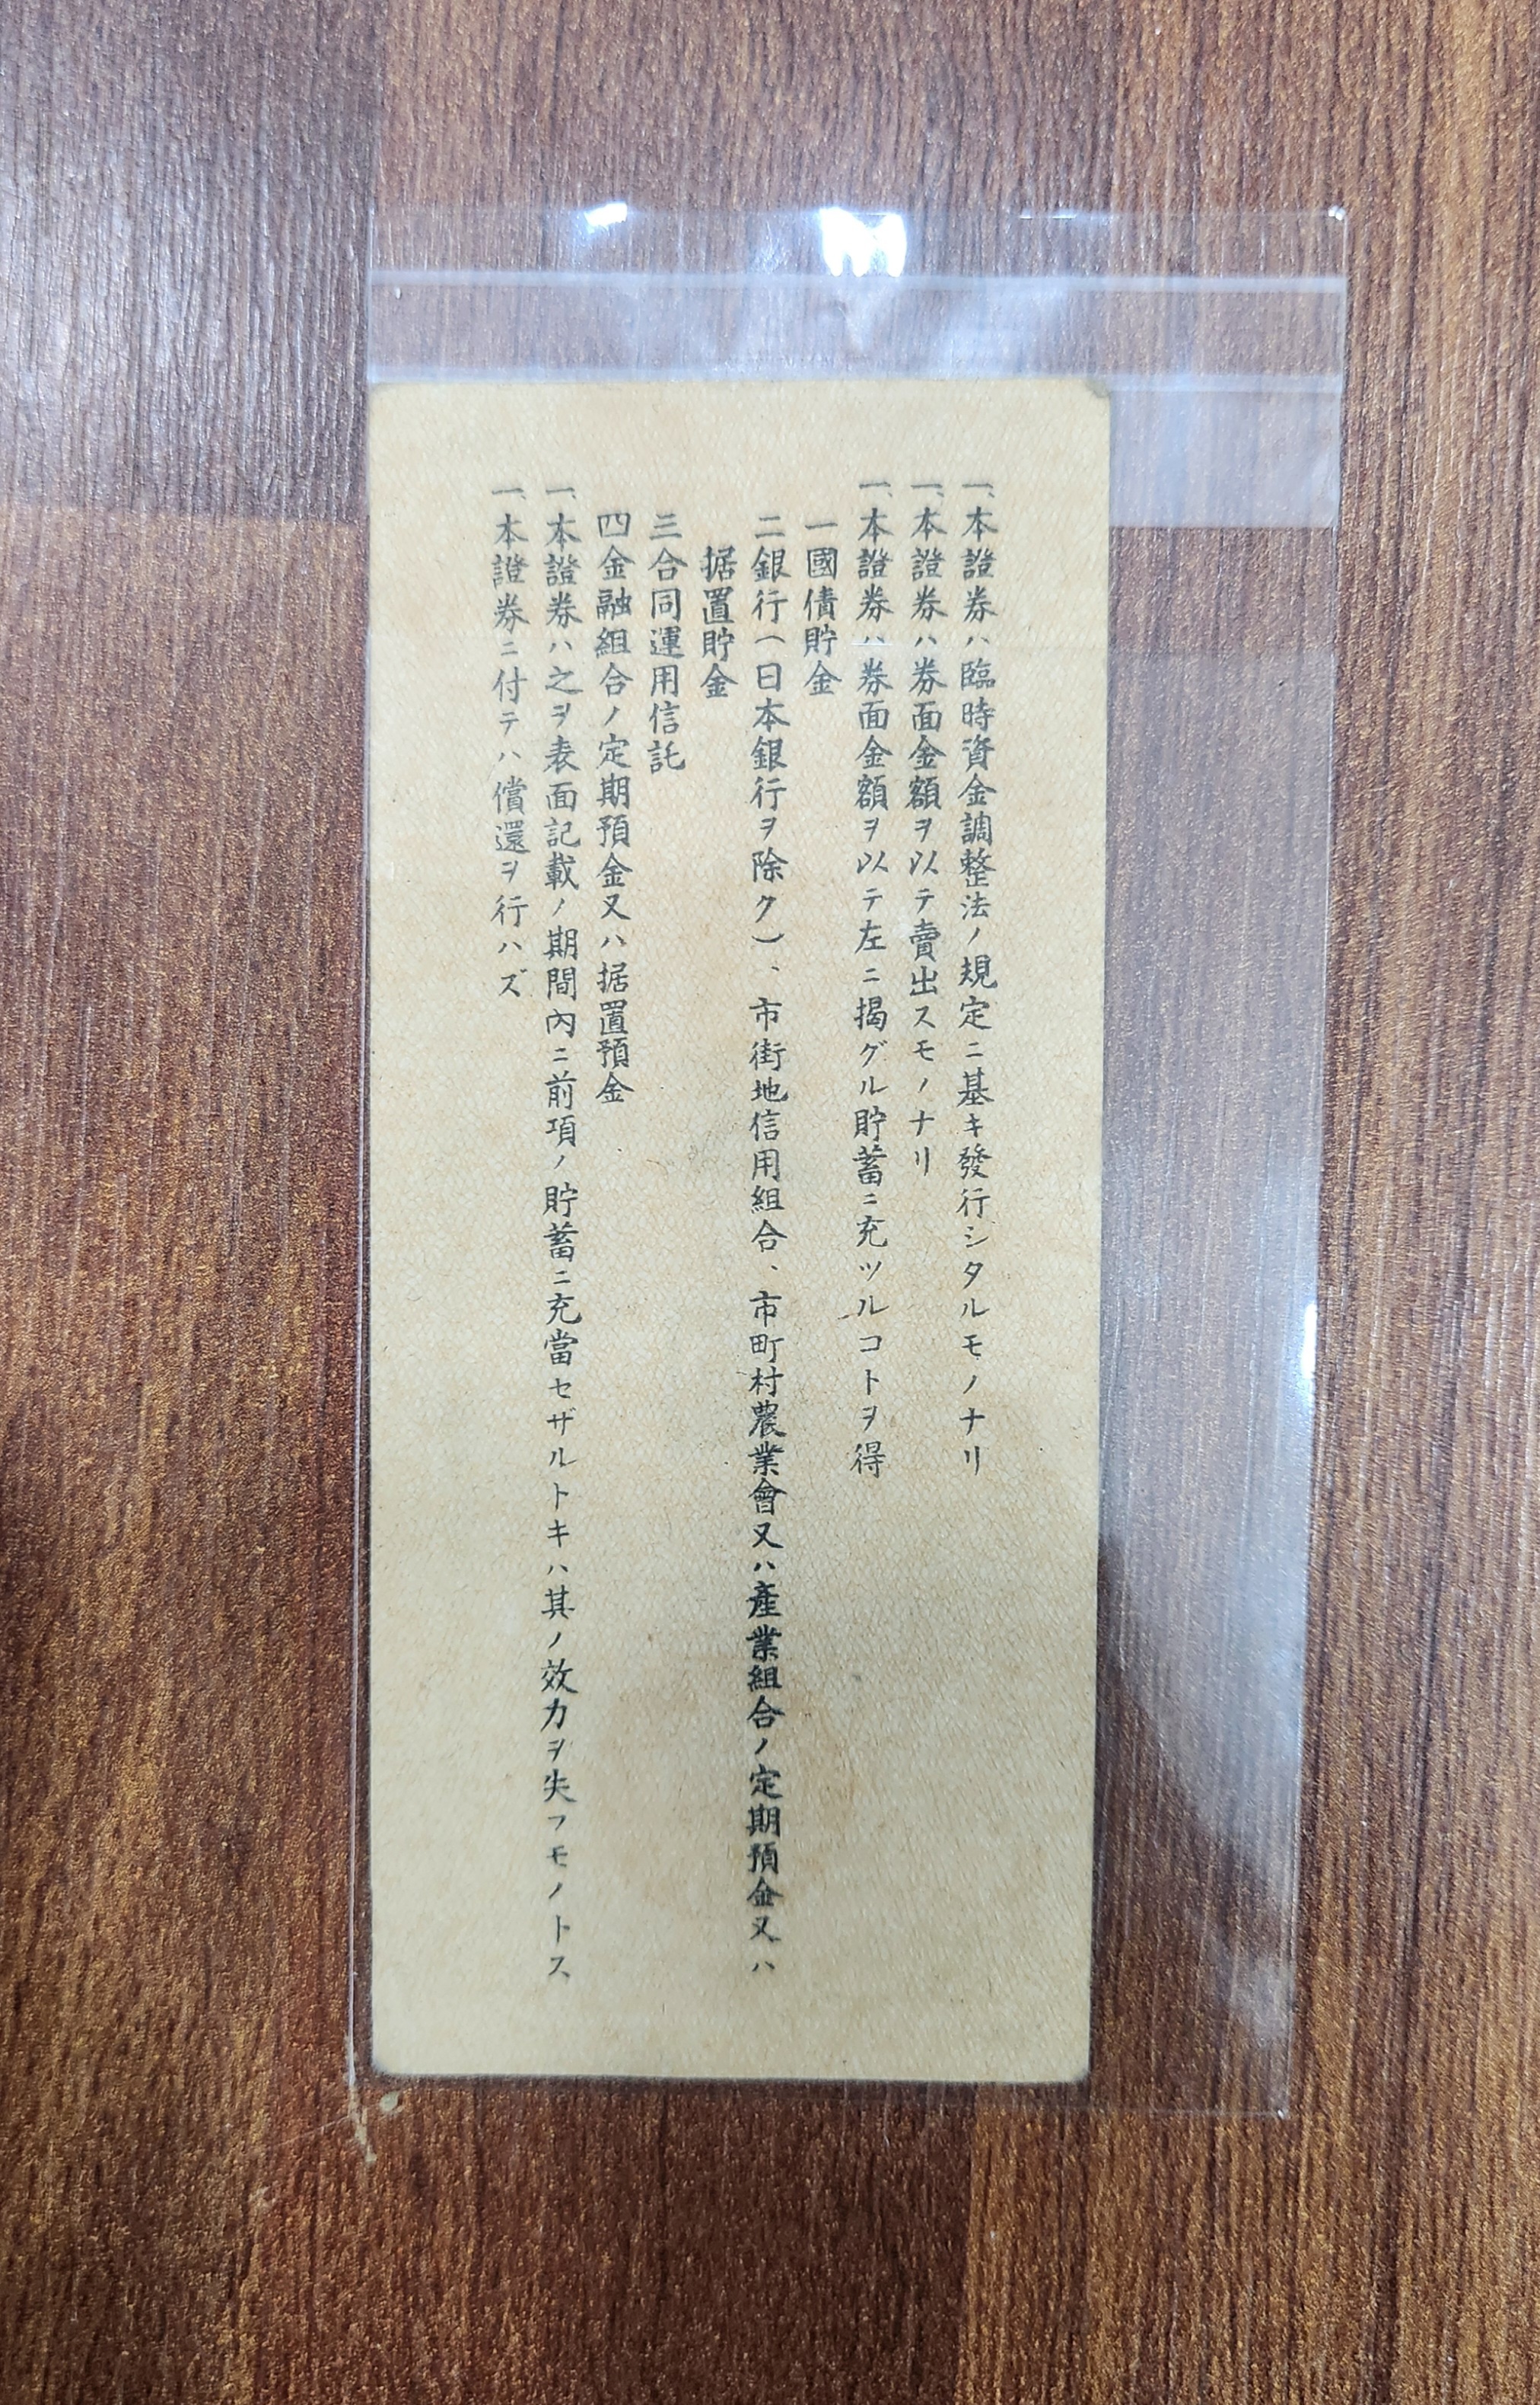 一、本證券ハ臨時資金調整法ノ規定ニ基キ發行シタルモノナリ
一、本證券ハ券面金額ヲ以テ賣出スモノナリ
一、本證券ハ券面金額ヲ以テ左ニ揭グル貯蓄ニ充ツルコトヲ得
一國債貯金
二銀行(日本銀行ヲ除ク)、市街地信用組合、市町村農業會又ハ產業組合ノ定期預金又ハ
据置貯金
三合同運用信託
四金融組合ノ定期預金又ハ据置預金
一、本證券ハ之ヲ表面記載ノ期間內ニ前項ノ貯蓄ニ充當セザルトキハ其ノ效力ヲ失フモノトス
一、本證券ニ付テハ償還ヲ行ハズ